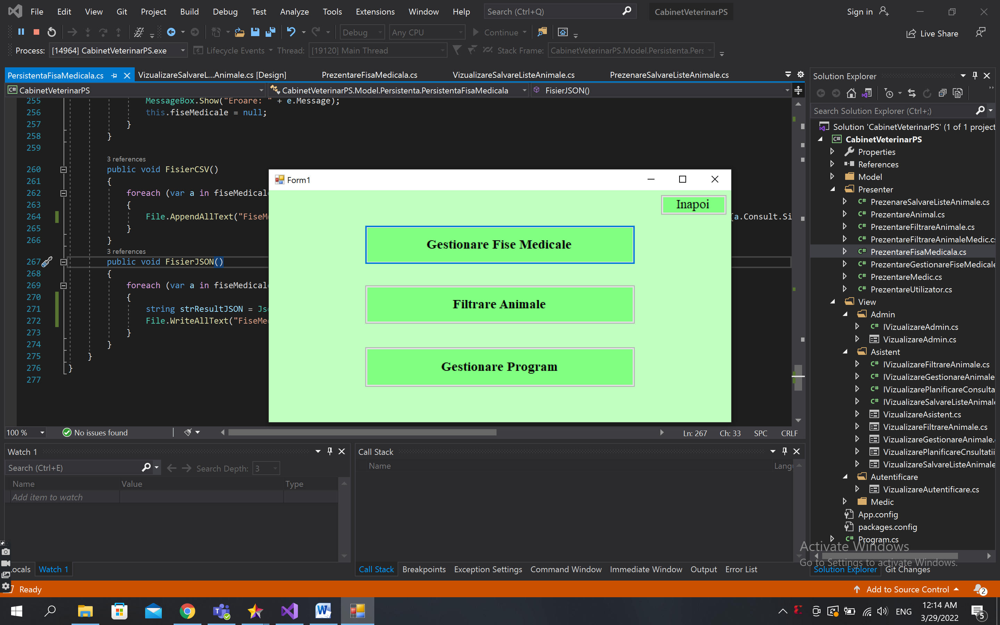 File Edit View Git Project Build Debug Test Tools Extensions Window Help Search (Ctrl+Q) CabinetVeterinarPS Sign in
Debug Any CPU Continue Live Share
Process: [14964] CabinetVeterinarPS.exe Lifecycle Events Thread: [19120] Main Thread Stack Frame: CabinetVeterinarPS.Model.Persistenta.Pers
PersistentaFisaMedicala.cs VizualizareSalvareL...Animale.cs [Design] PrezentareFisaMedicala.cs VizualizareSalvareListeAnimale.cs PrezenareSalvareListeAnimale.cs
C# CabinetVeterinarPS CabinetVeterinarPS.Model.Persistenta.PersistentaFisaMedicala FisierJSON()
255 MessageBox.Show("Eroare: " + e.Message);
256 this.fiseMedicale = null;
257 }
258 }
259
3 references
260 public void FisierCSV()
261 {
262 foreach (var a in fiseMedical
263 {
264 File.AppendAllText("FiseM {a.Consult.Si
265 }
266 }
3 references
267 public void FisierJSON()
268 {
269 foreach (var a in fiseMedical
270 {
271 string strResultJSON = Js
272 File.WriteAllText("FiseMe
273 }
274 }
275 }
276 }
277
Form1
Inapoi
Gestionare Fise Medicale
Filtrare Animale
Gestionare Program
100 % No issues found Ln: 267 Ch: 33 SPC CRLF
Watch 1
Search (Ctrl+E) Search Depth: 3
Name Value Type
Add item to watch
ocals Watch 1
Call Stack
Name Langu
Call Stack Breakpoints Exception Settings Command Window Immediate Window Output Error List
Solution Explorer
Search Solution Explorer (Ctrl+;)
Solution 'CabinetVeterinarPS' (1 of 1 project
C# CabinetVeterinarPS
Properties
References
Model
Presenter
C# PrezenareSalvareListeAnimale.cs
C# PrezentareAnimal.cs
C# PrezentareFiltrareAnimale.cs
C# PrezentareFiltrareAnimaleMedic.cs
C# PrezentareFisaMedicala.cs
C# PrezentareGestionareFiseMedicale
C# PrezentareMedic.cs
C# PrezentareUtilizator.cs
View
Admin
C# IVizualizareAdmin.cs
VizualizareAdmin.cs
Asistent
C# IVizualizareFiltrareAnimale.cs
C# IVizualizareGestionareAnimale
C# IVizualizarePlanificareConsulta
C# IVizualizareSalvareListeAnimale
VizualizareAsistent.cs
VizualizareFiltrareAnimale.cs
VizualizareGestionareAnimale.
VizualizarePlanificareCnsultatii
VizualizareSalvareListeAnimale
Autentificare
VizualizareAutentificare.cs
Medic
App.config
packages.config
C# Program.cs
Activate Windows
Go to Settings to activate Windows.
Solution Explorer Git Changes
Ready Add to Source Control 2
ENG 12:14 AM
3/29/2022 5